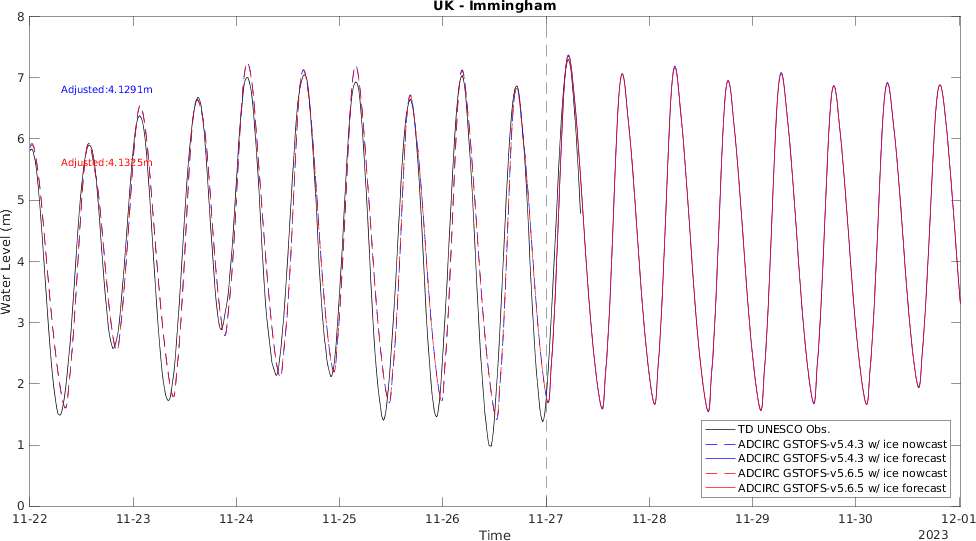 UK - Immingham
8
7
6
5
4
3
2
1
0
Water Level (m)
Adjusted:4.1291m
Adjusted:4.1325m
TD UNESCO Obs.
ADCIRC GSTOFS-v5.4.3 w/ ice nowcast
ADCIRC GSTOFS-v5.4.3 w/ ice forecast
ADCIRC GSTOFS-v5.6.5 w/ ice nowcast
ADCIRC GSTOFS-v5.6.5 w/ ice forecast
11-22 11-23 11-24 11-25 11-26 11-27 11-28 11-29 11-30 12-01
Time
2023